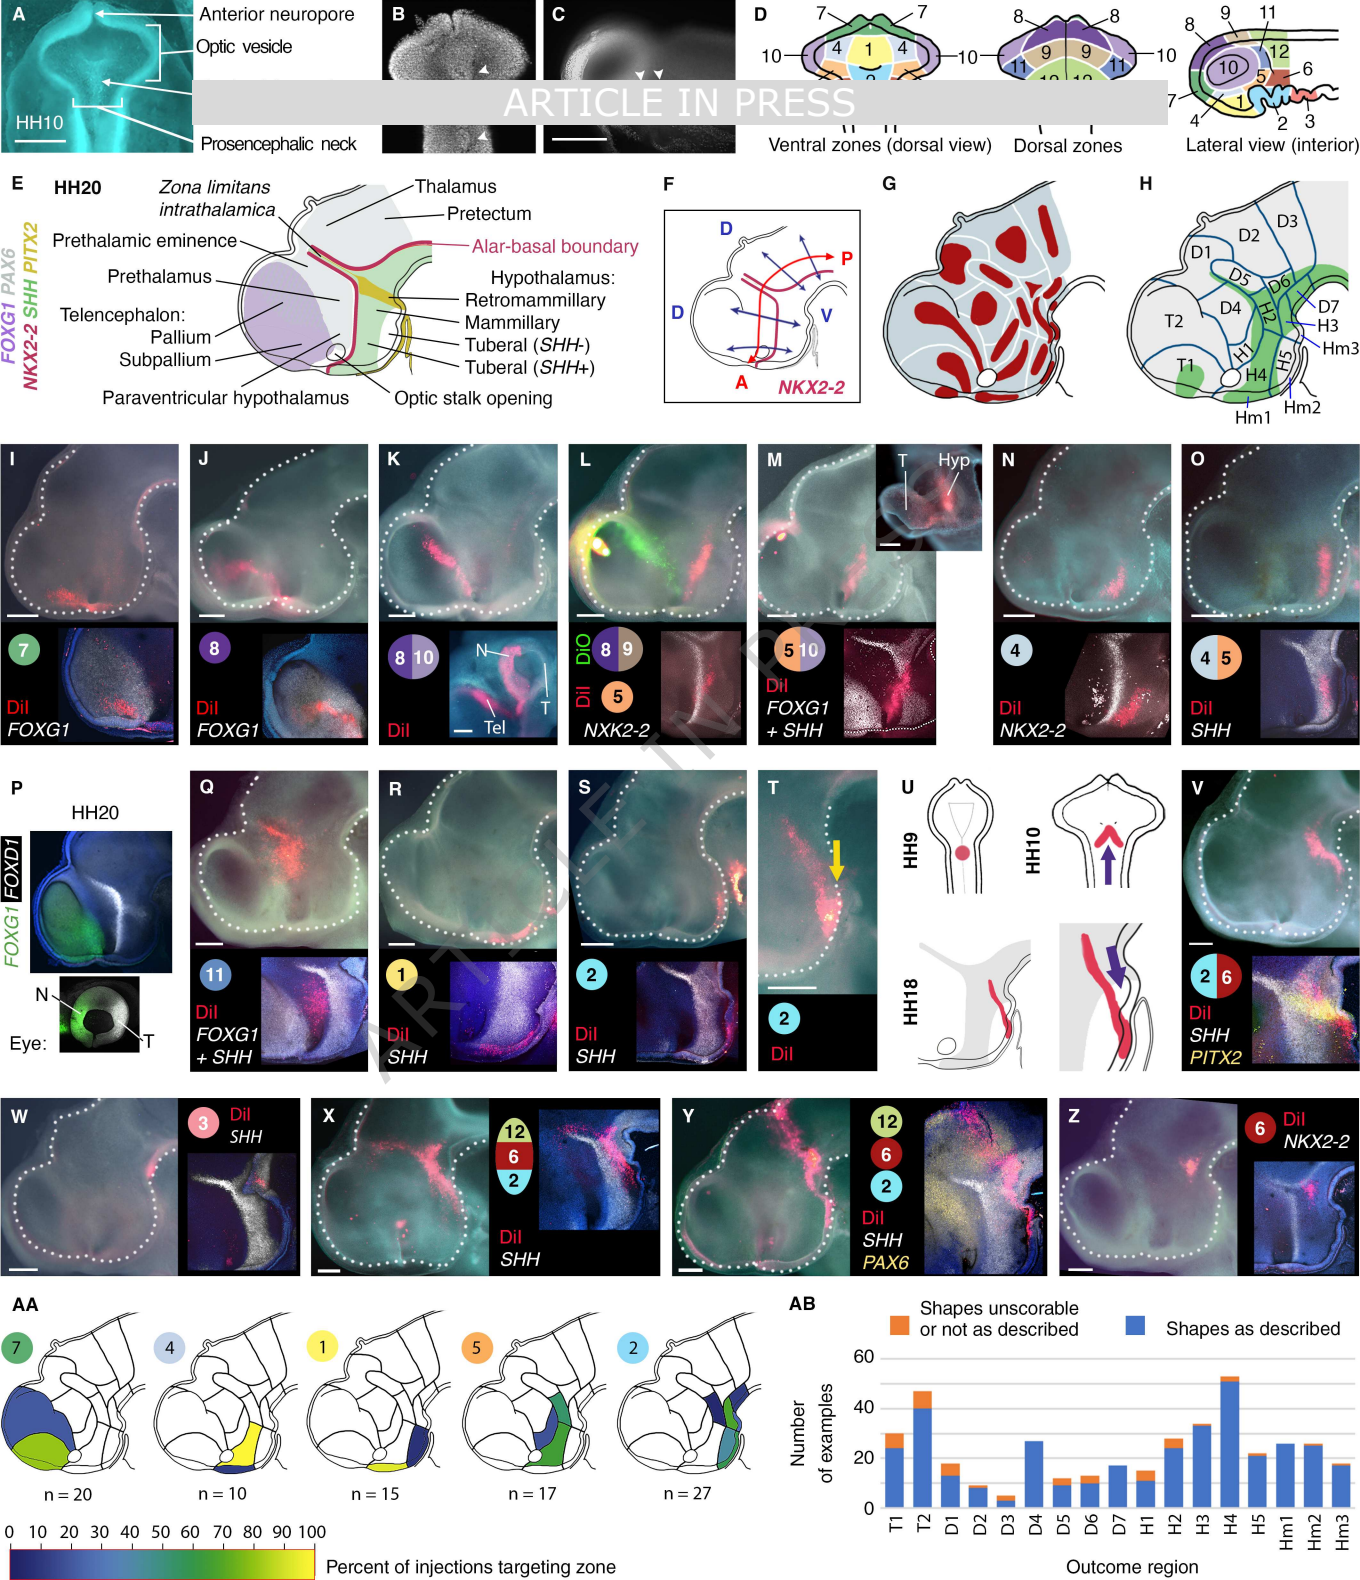 A
Anterior neuropore
Optic vesicle
Prosencephalic neck
HH10
B
C
D
7 7
10 4 1 4 10
2
8 8
9 9
10
11 11
12 12
Ventral zones (dorsal view)
Dorsal zones
9 11
8 12
10 5 6
7 4 1 2 3
Lateral view (interior)
ARTICLE IN PRESS
E HH20
FOXG1 PAX6
NKX2-2 SHH PITX2
Zona limitans
intrathalamica
Prethalamic eminence
Prethalamus
Telencephalon:
Pallium
Subpallium
Paraventricular hypothalamus
Thalamus
Pretectum
Alar-basal boundary
Hypothalamus:
Retromammillary
Mammillary
Tuberal (SHH-)
Tuberal (SHH+)
Optic stalk opening
F
D
P
D
V
A
NKX2-2
G
H
D3
D2
D1
D5
D6
D4
D7
T2
H2
H3
H1
Hm3
T1
H4
H5
Hm1
Hm2
I
7
DiI
FOXG1
J
8
DiI
FOXG1
K
8 10
DiI
N
T
Tel
L
DiO
8 9
DiI
5
NXK2-2
M
T Hyp
5 10
DiI
FOXG1
+ SHH
N
4
DiI
NKX2-2
O
4 5
DiI
SHH
P
HH20
FOXG1 FOXD1
N
Eye:
T
Q
11
DiI
FOXG1
+ SHH
R
1
DiI
SHH
S
2
DiI
SHH
T
2
DiI
U
HH9
HH10
HH18
V
2 6
DiI
SHH
PITX2
W
3
DiI
SHH
X
12
6
2
DiI
SHH
Y
12
6
2
DiI
SHH
PAX6
Z
6
DiI
NKX2-2
ARTICLE IN PRESS
AA
7
4
1
5
2
n = 20
n = 10
n = 15
n = 17
n = 27
0 10 20 30 40 50 60 70 80 90 100
Percent of injections targeting zone
AB
Shapes unscorable
or not as described
Shapes as described
Number
of examples
60
40
20
0
T1 T2 D1 D2 D3 D4 D5 D6 D7 H1 H2 H3 H4 H5 Hm1 Hm2 Hm3
Outcome region